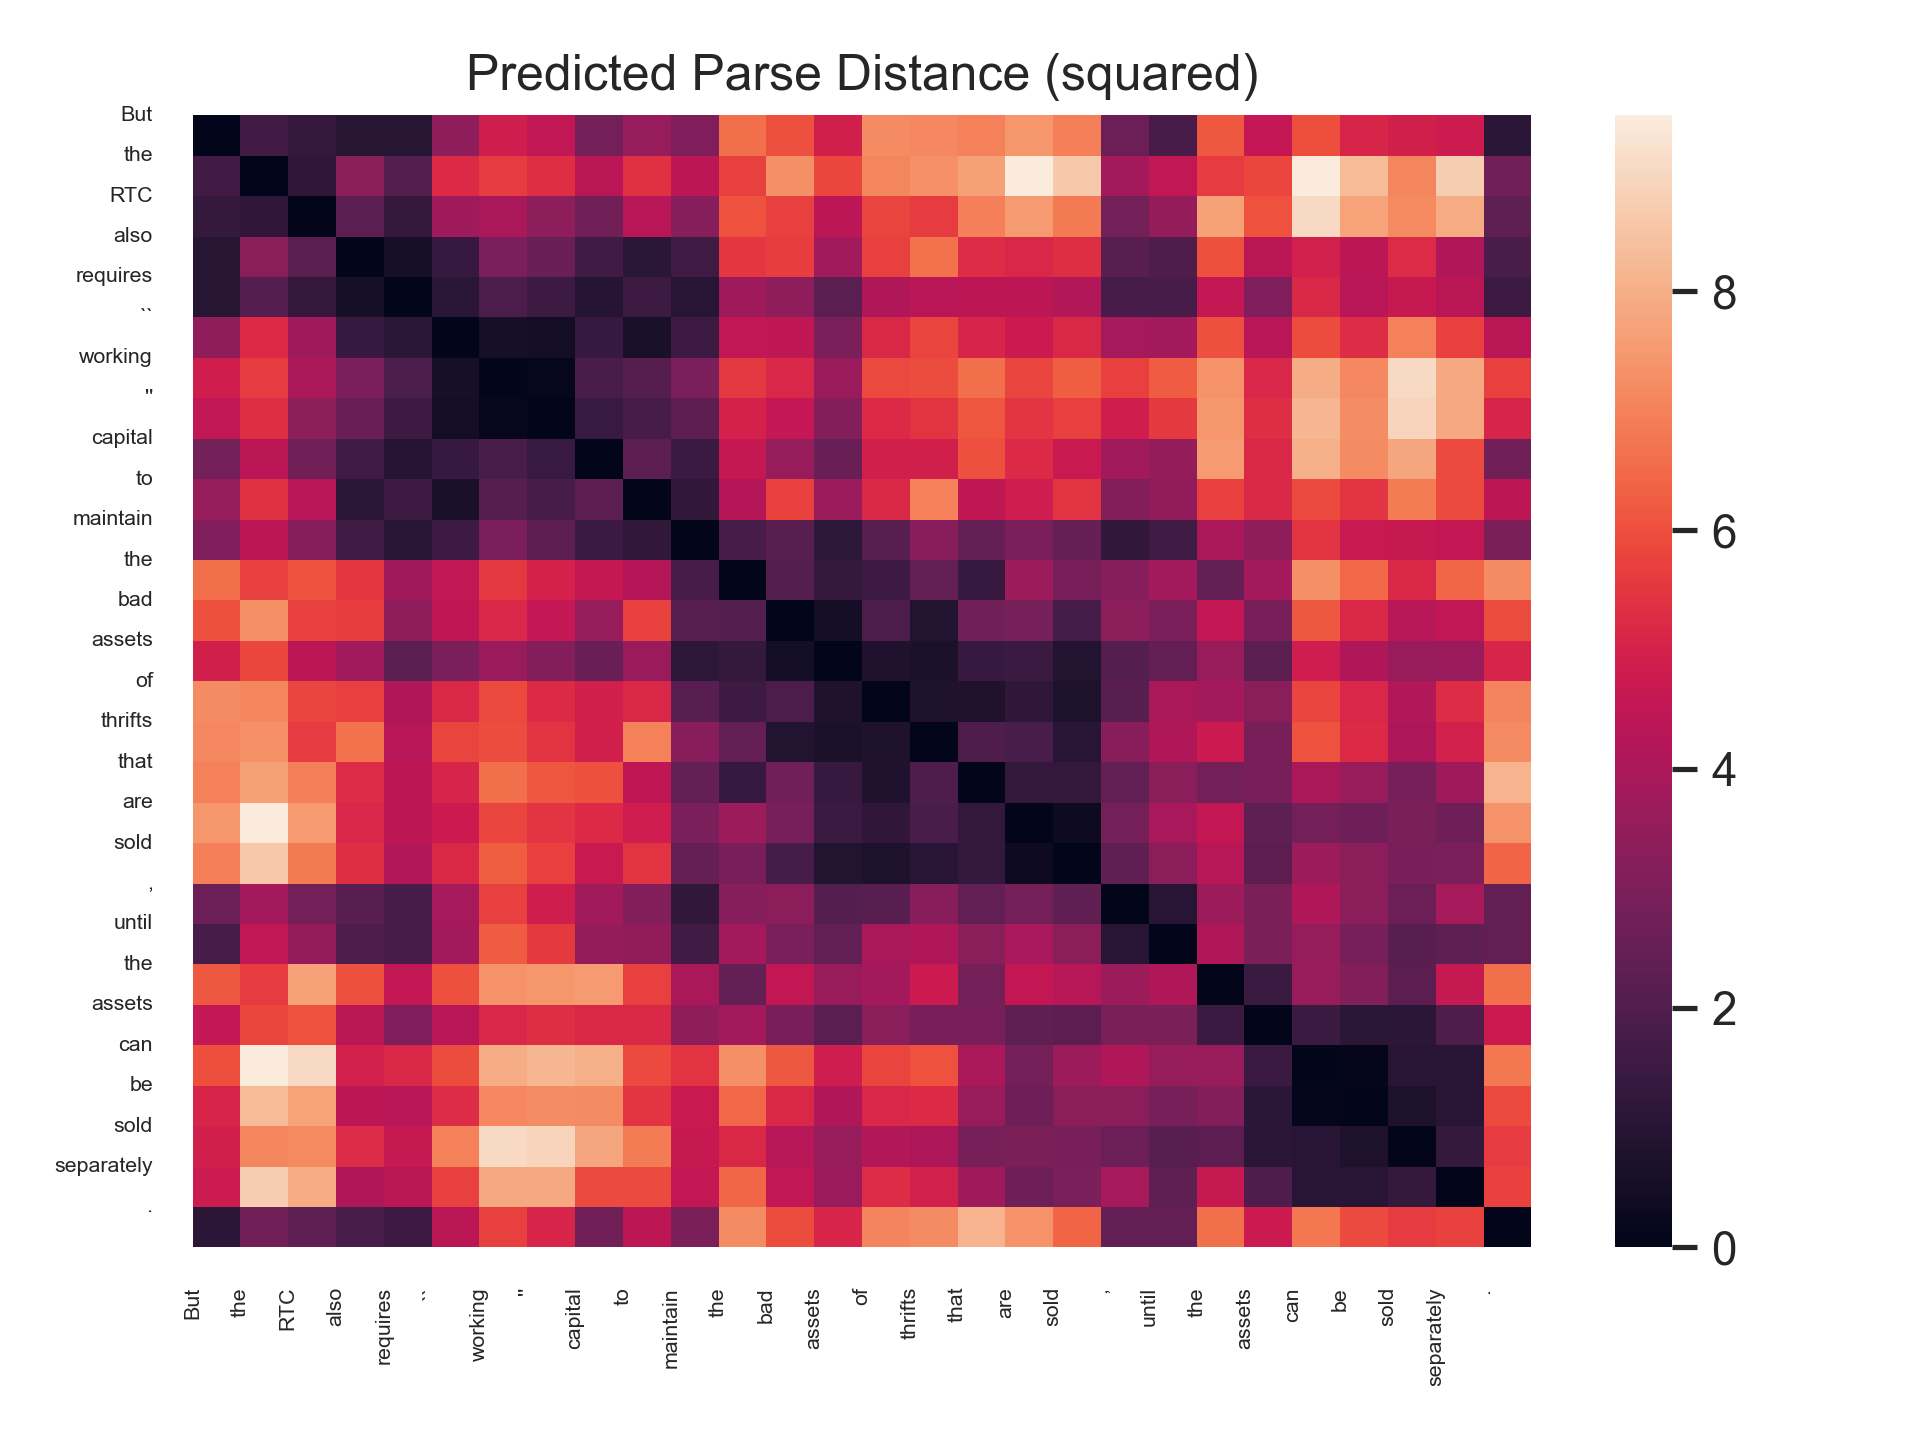 Predicted Parse Distance (squared)
But
the
RTC
also
requires
``
working
''
capital
to
maintain
the
bad
assets
of
thrifts
that
are
sold
,
until
the
assets
can
be
sold
separately
.
8
6
4
2
0
But
the
RTC
also
requires
``
working
''
capital
to
maintain
the
bad
assets
of
thrifts
that
are
sold
,
until
the
assets
can
be
sold
separately
.